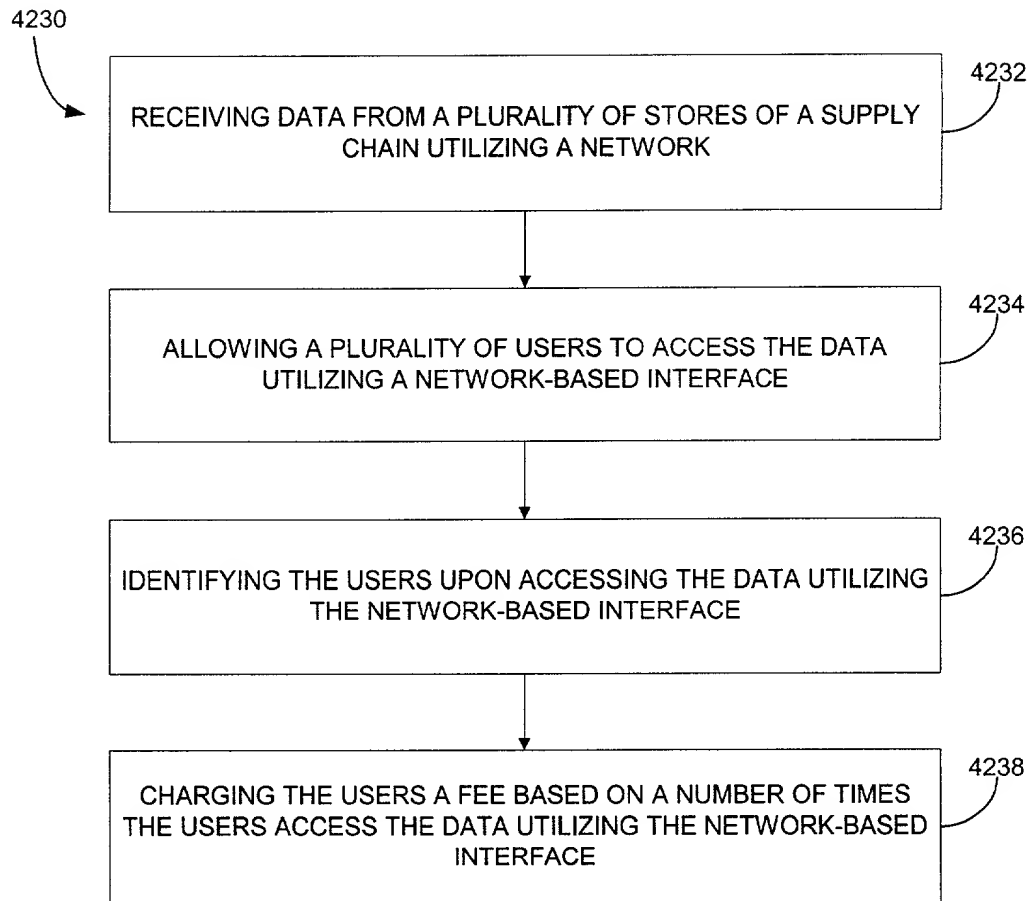 4230
4232
RECEIVING DATA FROM A PLURALITY OF STORES OF A SUPPLY
CHAIN UTILIZING A NETWORK
4234
ALLOWING A PLURALITY OF USERS TO ACCESS THE DATA
UTILIZING A NETWORK-BASED INTERFACE
4236
IDENTIFYING THE USERS UPON ACCESSING THE DATA UTILIZING
THE NETWORK-BASED INTERFACE
4238
CHARGING THE USERS A FEE BASED ON A NUMBER OF TIMES
THE USERS ACCESS THE DATA UTILIZING THE NETWORK-BASED
INTERFACE